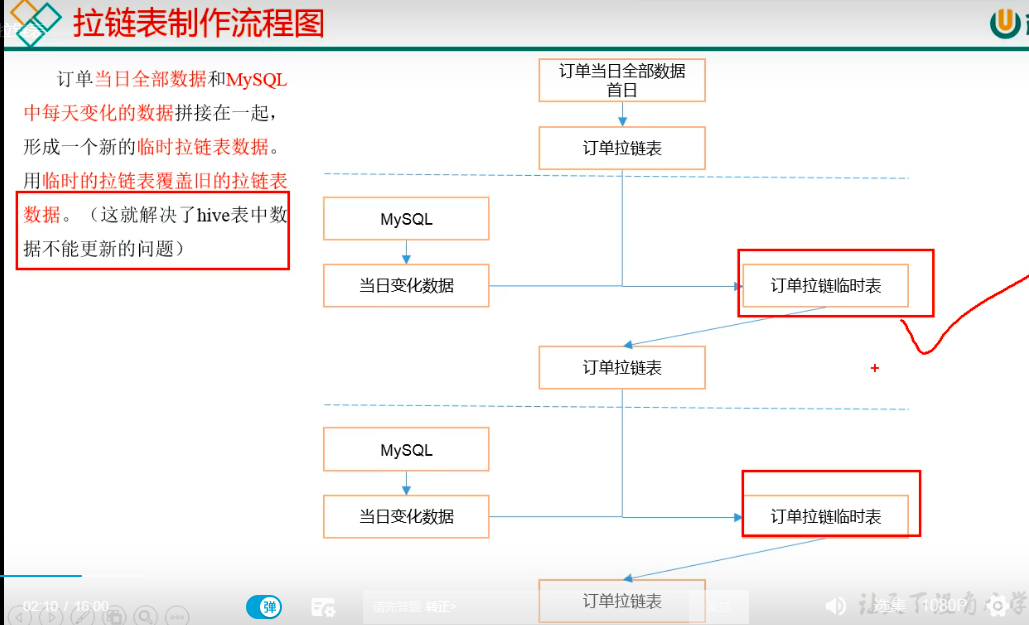 拉链表制作流程图
订单当日全部数据和MySQL
中每天变化的数据拼接在一起，
形成一个新的临时拉链表数据。
用临时的拉链表覆盖旧的拉链表
数据。（这就解决了hive表中数
据不能更新的问题）
订单当日全部数据
首日
订单拉链表
MySQL
当日变化数据
订单拉链临时表
订单拉链表
MySQL
当日变化数据
订单拉链临时表
订单拉链表
02:10 / 16:00
弹
转正>
选集
1080P